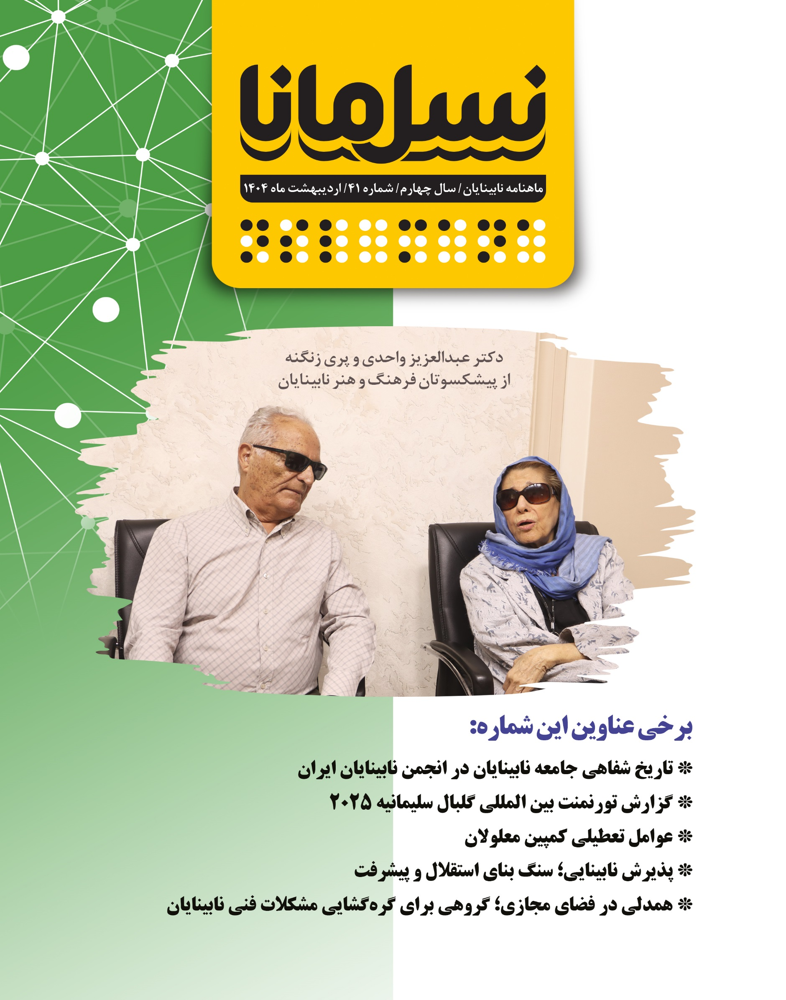 نسل مانا
ماهنامه نابینایان/ سال چهارم/ شماره ۴۱/ اردیبهشت ماه ۱۴۰۴
⠝⠎⠇⠀⠍⠁⠝⠁
دکتر عبدالعزیز واحدی و پری زنگنه
از پیشکسوتان فرهنگ و هنر نابینایان
برخی عناوین این شماره:
❊ تاریخ شفاهی جامعه نابینایان در انجمن نابینایان ایران
❊ گزارش تورنمنت بین المللی گلبال سلیمانیه ۲۰۲۵
❊ عوامل تعطیلی کمپین معلولان
❊ پذیرش نابینایی؛ سنگ بنای استقلال و پیشرفت
❊ همدلی در فضای مجازی؛ گروهی برای گره‌گشایی مشکلات فنی نابینایان